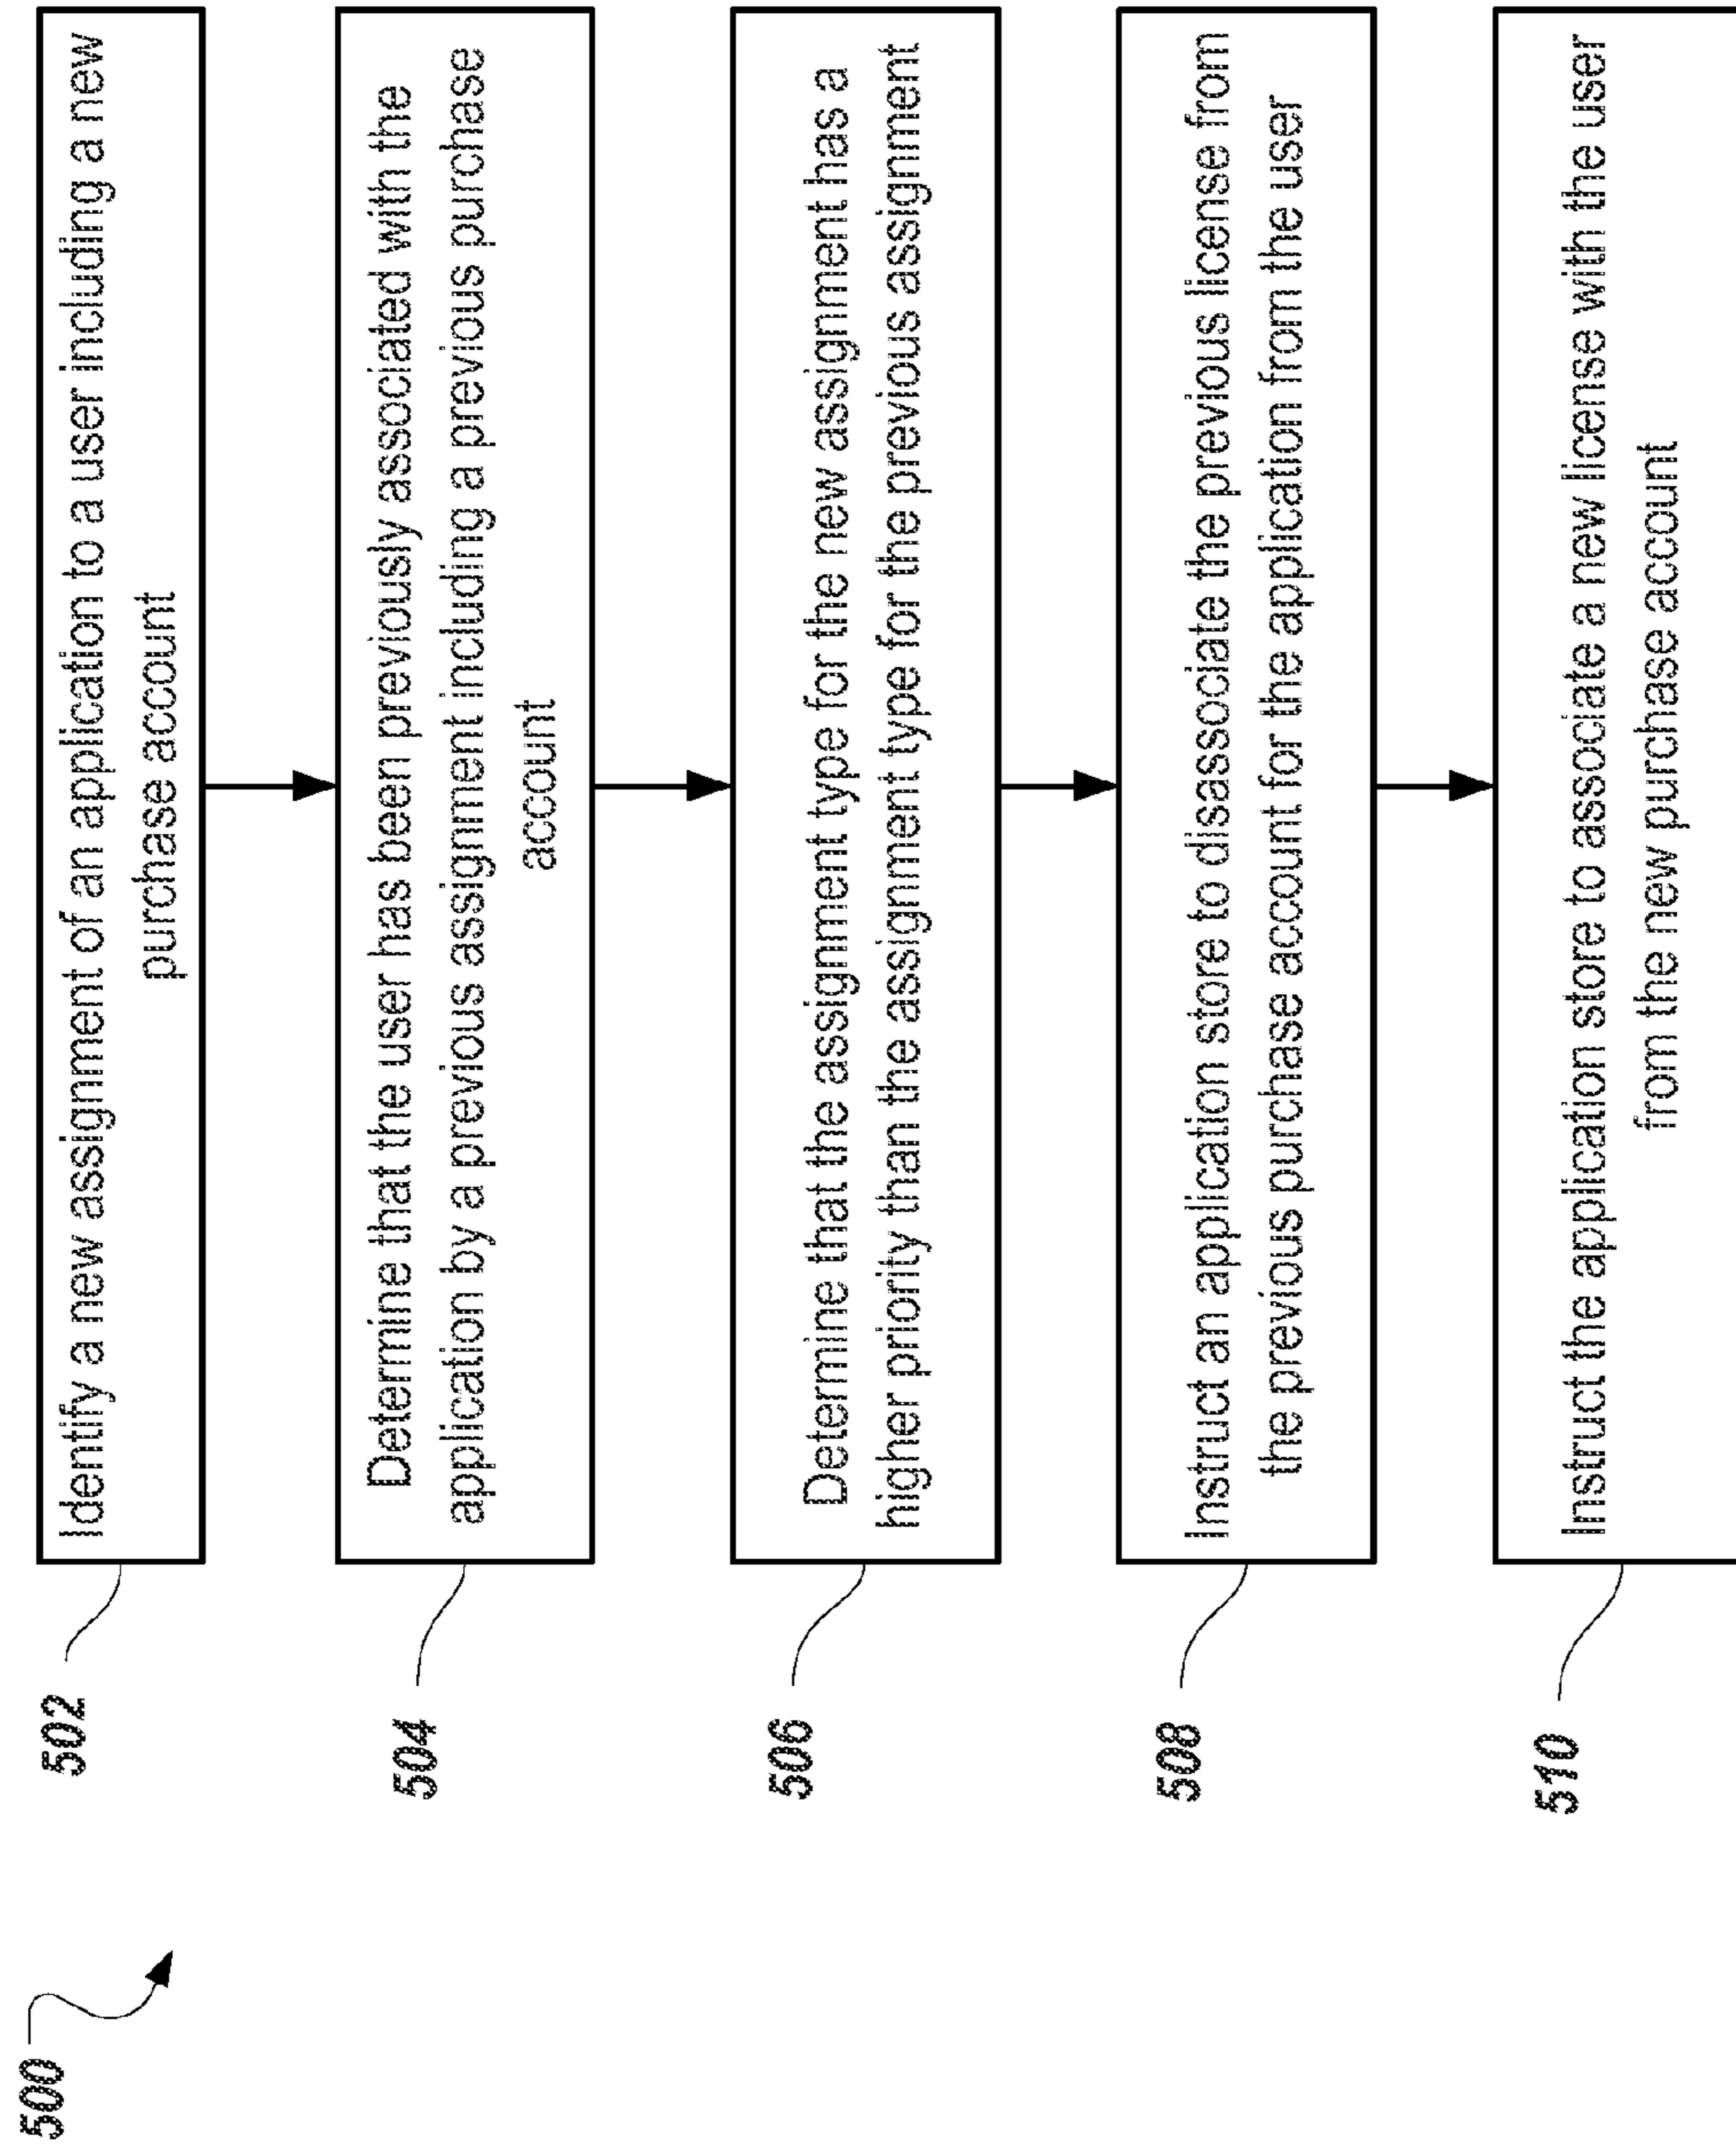 500
502
Identify a new assignment of an application to a user including a new
purchase account
504
Determine that the user has been previously associated with the
application by a previous assignment including a previous purchase
account
506
Determine that the assignment type for the new assignment has a
higher priority than the assignment type for the previous assignment
508
Instruct an application store to disassociate the previous license from
the previous purchase account for the application from the user
510
Instruct the application store to associate a new license with the user
from the new purchase account